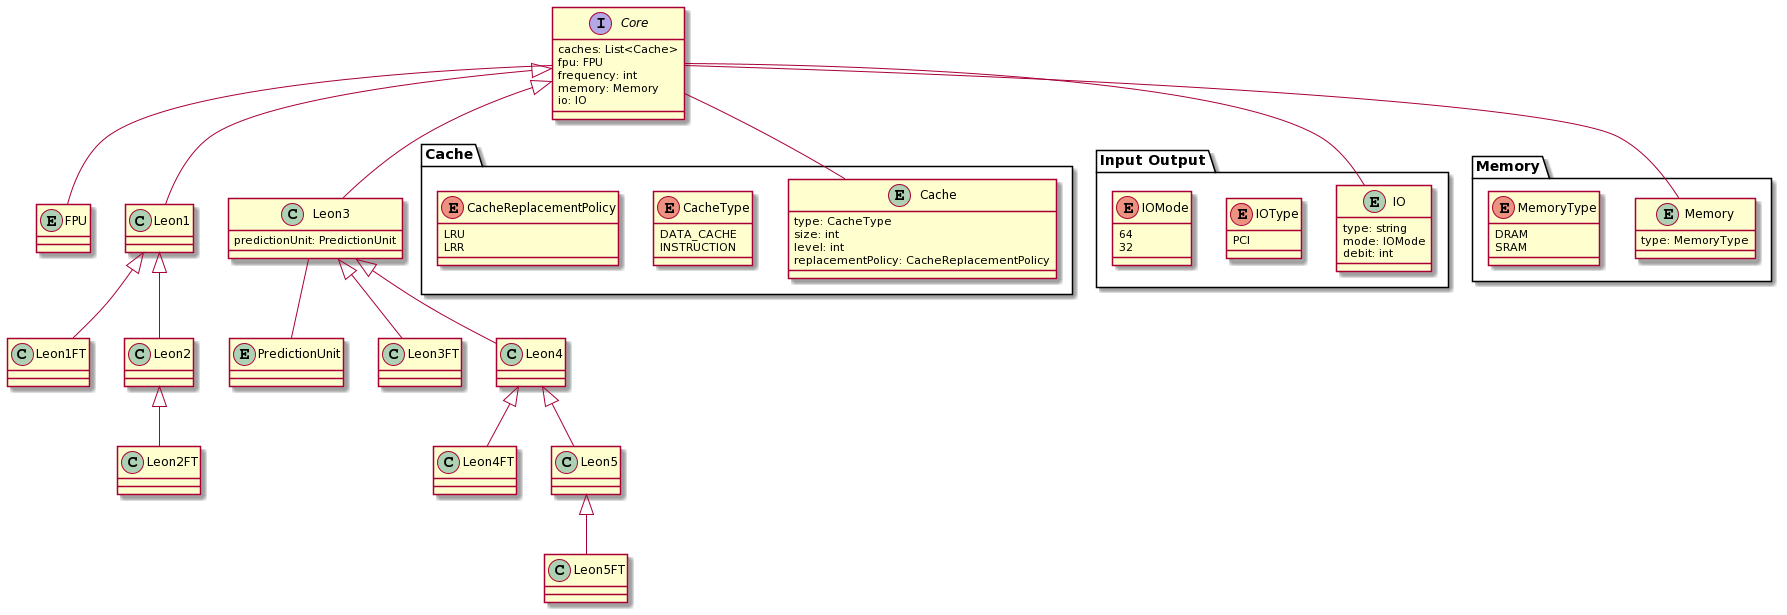 I Core
caches: List<Cache>
fpu: FPU
frequency: int
memory: Memory
io: IO
E FPU
C Leon1
C Leon3
predictionUnit: PredictionUnit
Cache
E CacheReplacementPolicy
LRU
LRR
E CacheType
DATA_CACHE
INSTRUCTION
E Cache
type: CacheType
size: int
level: int
replacementPolicy: CacheReplacementPolicy
Input Output
E IOMode
64
32
E IOType
PCI
E IO
type: string
mode: IOMode
debit: int
Memory
E MemoryType
DRAM
SRAM
E Memory
type: MemoryType
C Leon1FT
C Leon2
E PredictionUnit
C Leon3FT
C Leon4
C Leon2FT
C Leon4FT
C Leon5
C Leon5FT